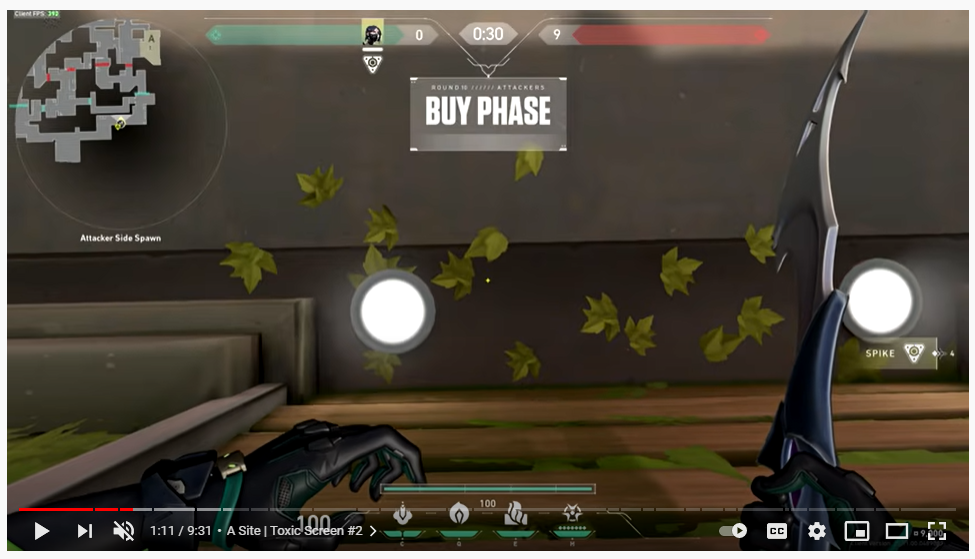 Client FPS: 392
A
0
0:30
9
ROUND 10 ////// ATTACKERS
BUY PHASE
Attacker Side Spawn
SPIKE
4
100
100
C
Q
E
X
1:11 / 9:31 • A Site | Toxic Screen #2
CC